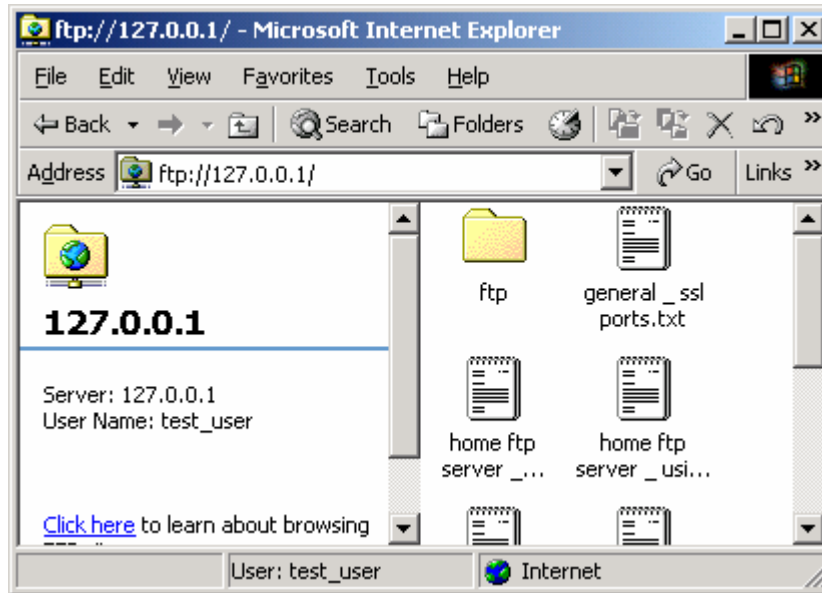 ftp://127.0.0.1/ - Microsoft Internet Explorer
File Edit View Favorites Tools Help
Back Search Folders »
Address ftp://127.0.0.1/ Go Links »
127.0.0.1
Server: 127.0.0.1
User Name: test_user
Click here to learn about browsing
ftp
general _ ssl
ports.txt
home ftp
server _...
home ftp
server _ usi...
User: test_user Internet